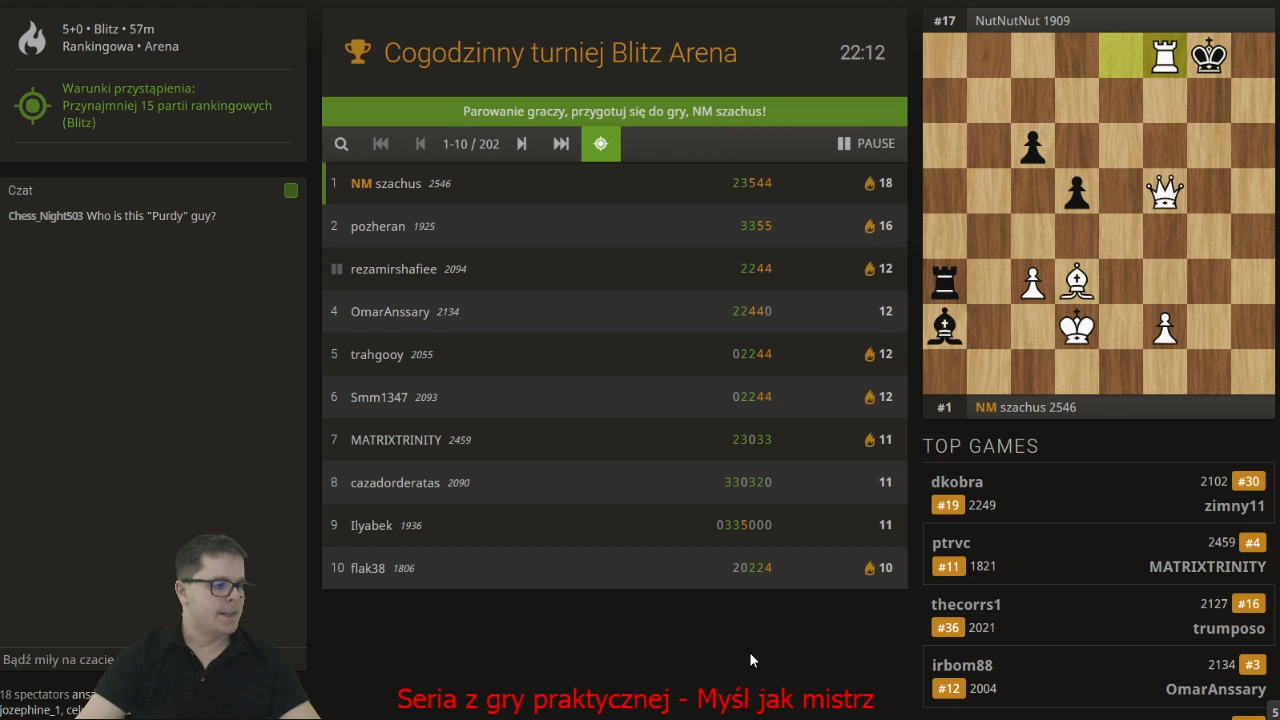 5+0 • Blitz • 57m
Rankingowa • Arena
Warunki przystąpienia:
Przynajmniej 15 partii rankingowych
(Blitz)
Czat
Chess_Night503 Who is this "Purdy" guy?
Bądź miły na czacie
18 spectators
josephine_1,
Cogodzinny turniej Blitz Arena
22:12
Parowanie graczy, przygotuj się do gry, NM szachus!
1-10 / 202
PAUSE
1 NM szachus 2546 23544 18
2 pozheran 1925 3355 16
rezamirshafiee 2094 2244 12
4 OmarAnssary 2134 22440 12
5 trahgooy 2055 02244 12
6 Smm1347 2093 02244 12
7 MATRIXTRINITY 2459 23033 11
8 cazadorderatas 2090 330320 11
9 Ilyabek 1936 0335000 11
10 flak38 1806 20224 10
Seria z gry praktycznej - Myśl jak mistrz
#17 NutNutNut 1909
#1 NM szachus 2546
TOP GAMES
dkobra 2102 #30
#19 2249 zimny11
ptrvc 2459 #4
#11 1821 MATRIXTRINITY
thecorrs1 2127 #16
#36 2021 trumposo
irbom88 2134 #3
#12 2004 OmarAnssary
5